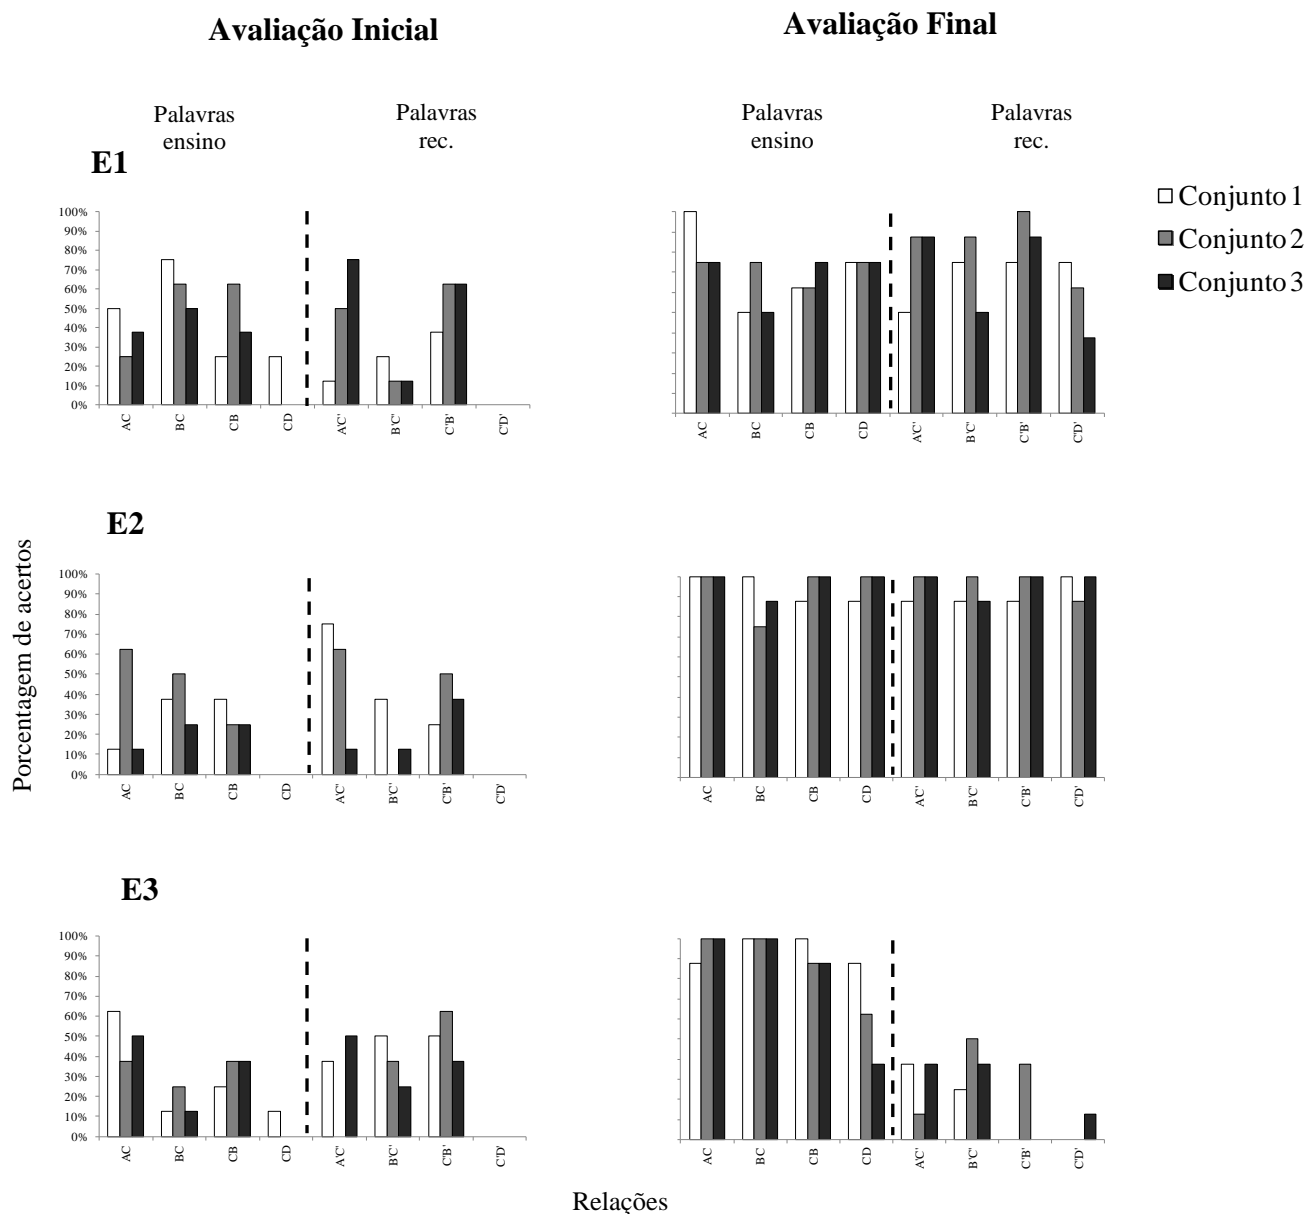 Avaliação Inicial
Avaliação Final
Palavras
ensino
Palavras
rec.
Palavras
ensino
Palavras
rec.
E1
Conjunto 1
Conjunto 2
Conjunto 3
100%
90%
80%
70%
60%
50%
40%
30%
20%
10%
0%
AC
BC
CB
CD
A'C'
B'C'
C'B'
C'D'
AC
BC
CB
CD
A'C'
B'C'
C'B'
C'D'
Porcentagem de acertos
E2
100%
90%
80%
70%
60%
50%
40%
30%
20%
10%
0%
AC
BC
CB
CD
A'C'
B'C'
C'B'
C'D'
AC
BC
CB
CD
A'C'
B'C'
C'B'
C'D'
E3
100%
90%
80%
70%
60%
50%
40%
30%
20%
10%
0%
AC
BC
CB
CD
A'C'
B'C'
C'B'
C'D'
AC
BC
CB
CD
A'C'
B'C'
C'B'
C'D'
Relações